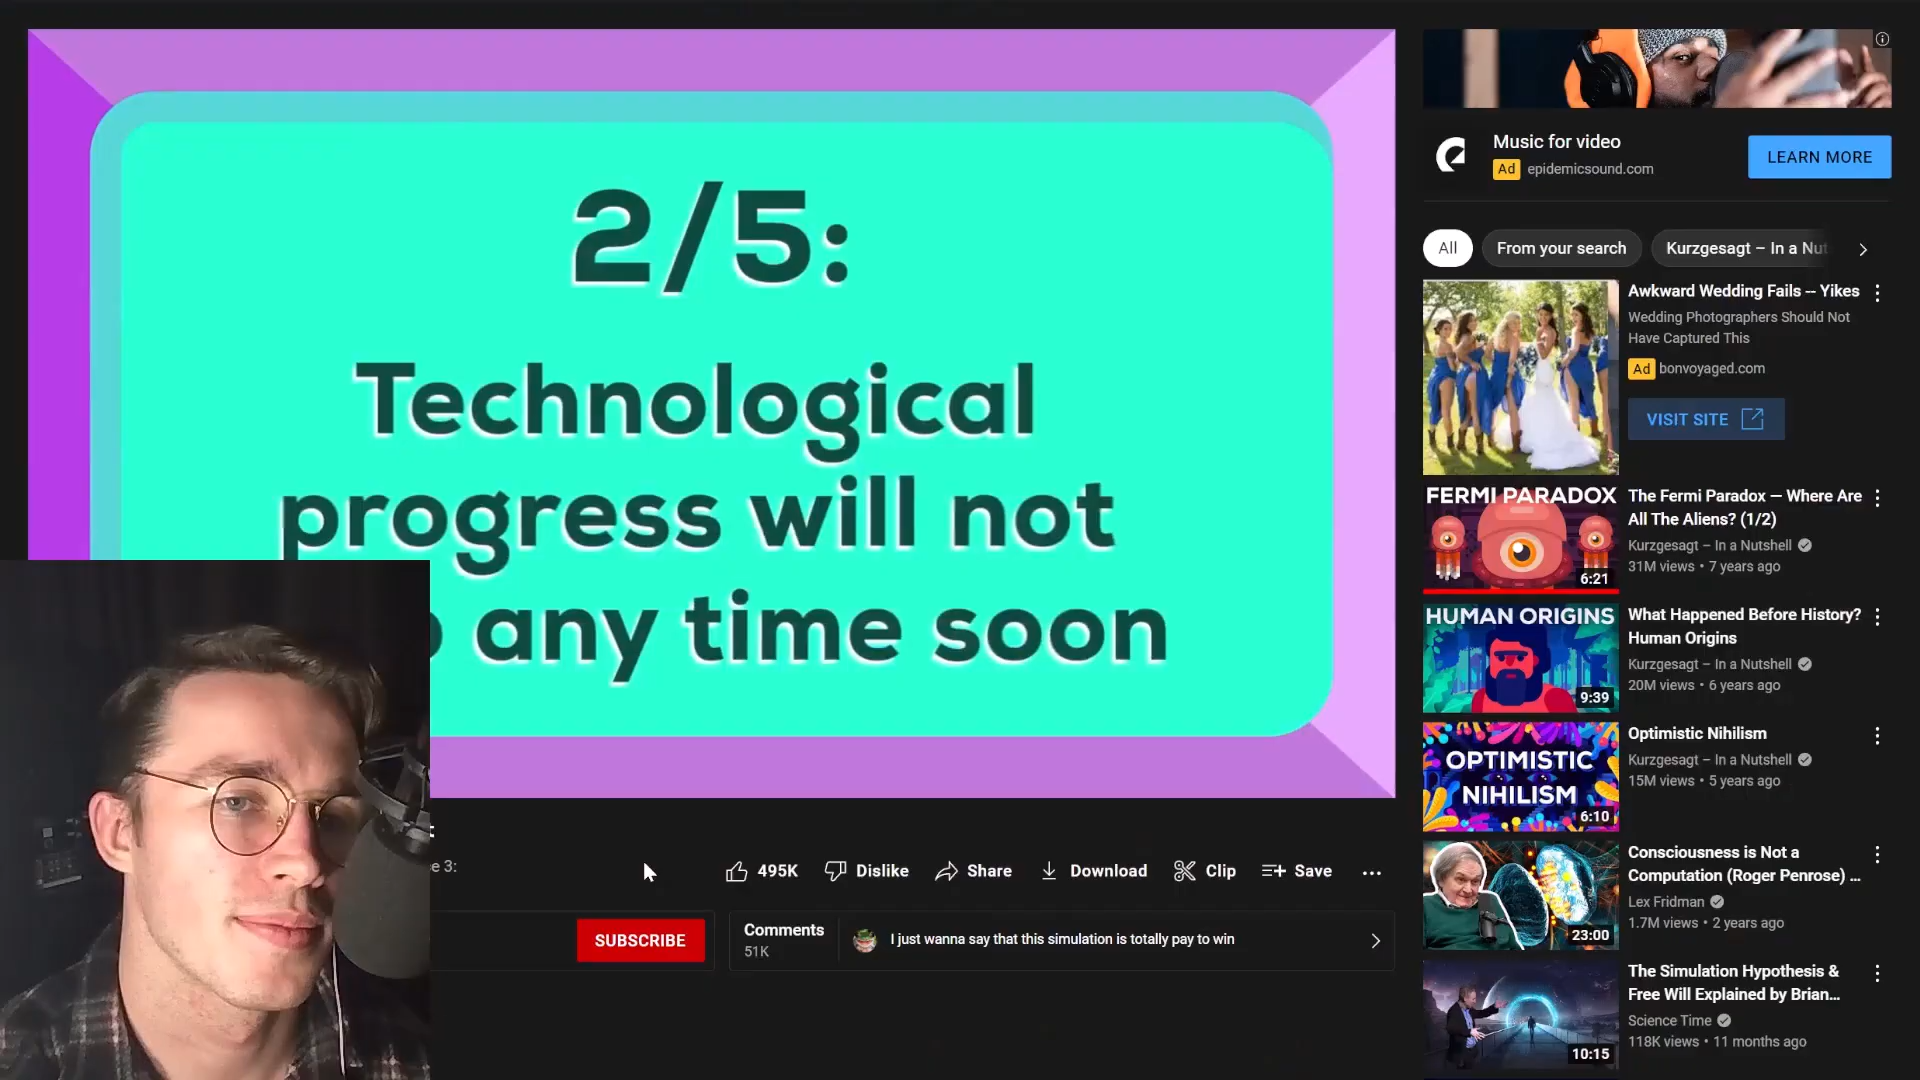 2/5:
Technological
progress will not
any time soon
e 3:
495K
Dislike
Share
Download
Clip
Save
SUBSCRIBE
Comments
51K
I just wanna say that this simulation is totally pay to win
Music for video
Ad epidemicsound.com
LEARN MORE
All
From your search
Kurzgesagt – In a Nut
Awkward Wedding Fails -- Yikes
Wedding Photographers Should Not
Have Captured This
Ad bonvoyaged.com
VISIT SITE
FERMI PARADOX
6:21
The Fermi Paradox — Where Are
All The Aliens? (1/2)
Kurzgesagt – In a Nutshell
31M views • 7 years ago
HUMAN ORIGINS
9:39
What Happened Before History?
Human Origins
Kurzgesagt – In a Nutshell
20M views • 6 years ago
OPTIMISTIC
NIHILISM
6:10
Optimistic Nihilism
Kurzgesagt – In a Nutshell
15M views • 5 years ago
23:00
Consciousness is Not a
Computation (Roger Penrose) ...
Lex Fridman
1.7M views • 2 years ago
10:15
The Simulation Hypothesis &
Free Will Explained by Brian...
Science Time
118K views • 11 months ago